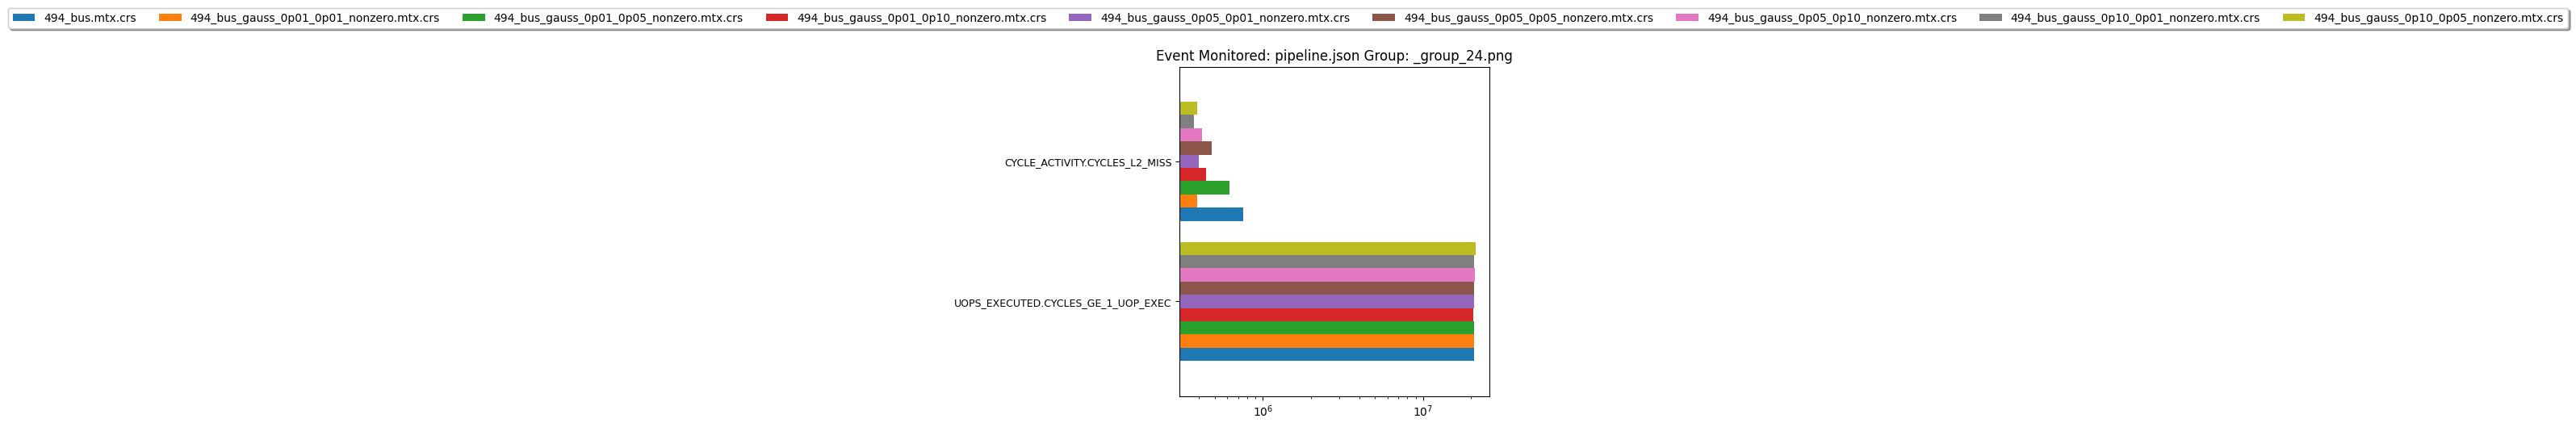 494_bus.mtx.crs 494_bus_gauss_0p01_0p01_nonzero.mtx.crs 494_bus_gauss_0p01_0p05_nonzero.mtx.crs 494_bus_gauss_0p01_0p10_nonzero.mtx.crs 494_bus_gauss_0p05_0p01_nonzero.mtx.crs 494_bus_gauss_0p05_0p05_nonzero.mtx.crs 494_bus_gauss_0p05_0p10_nonzero.mtx.crs 494_bus_gauss_0p10_0p01_nonzero.mtx.crs 494_bus_gauss_0p10_0p05_nonzero.mtx.crs
Event Monitored: pipeline.json Group: _group_24.png
CYCLE_ACTIVITY.CYCLES_L2_MISS
UOPS_EXECUTED.CYCLES_GE_1_UOP_EXEC
10⁶ 10⁷